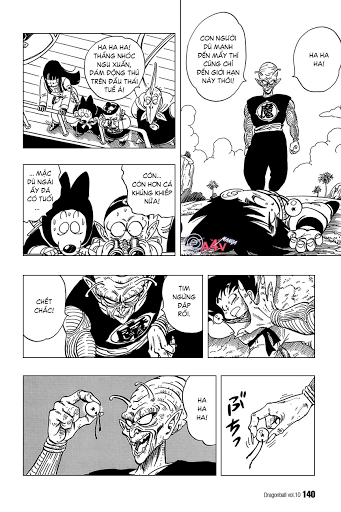 HA HA
HA!
CON NGƯỜI
DÙ MẠNH
ĐẾN MẤY THÌ
CŨNG CHỈ
ĐẾN GIỚI HẠN
NÀY THÔI!
HA HA HA!
THẰNG NHÓC
NGU XUẨN,
DÁM ĐỘNG THỦ
TRÊN ĐẦU THÁI
TUẾ À!
CÒN...
CÒN HƠN CẢ
KHỦNG KHIẾP
NỮA!
... MẶC
DÙ NGÀI
ẤY ĐÃ
CÓ TUỔI
...
TIM
NGỪNG
ĐẬP
RỒI.
CHẾT
CHẮC!
ぶちっ
HA
HA
HA!
Dragonball vol.10 140